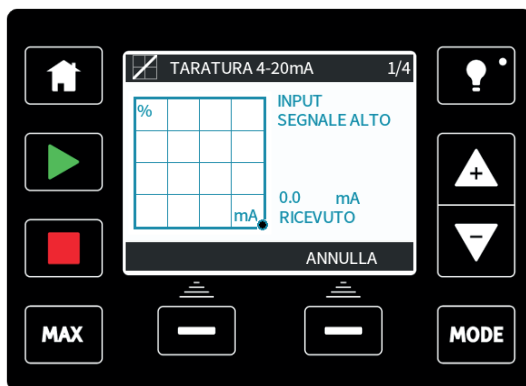 TARATURA 4-20mA 1/4
%
INPUT
SEGNALE ALTO
0.0 mA
mA RICEVUTO
ANNULLA
MAX
MODE